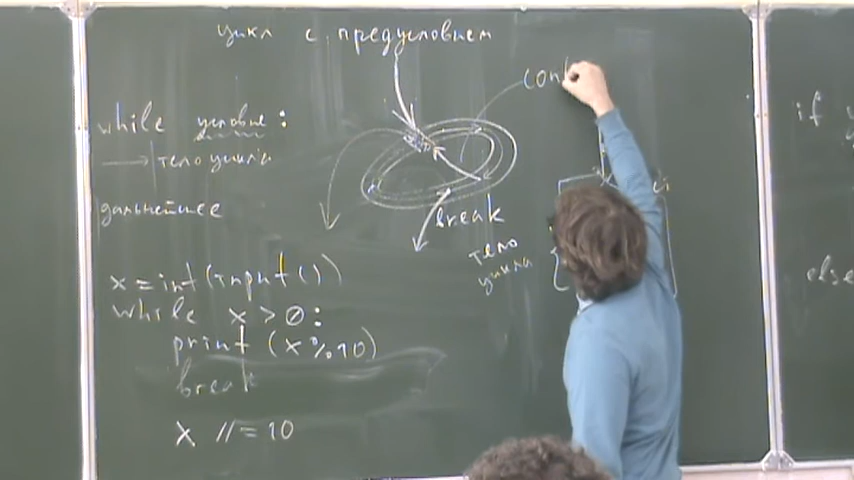 цикл с предусловием
while условие:
тело цикла
дальнейшее
x = int(input())
while x > 0:
print (x%10)
break
x //= 10
con
break
тело
цикла
if
else